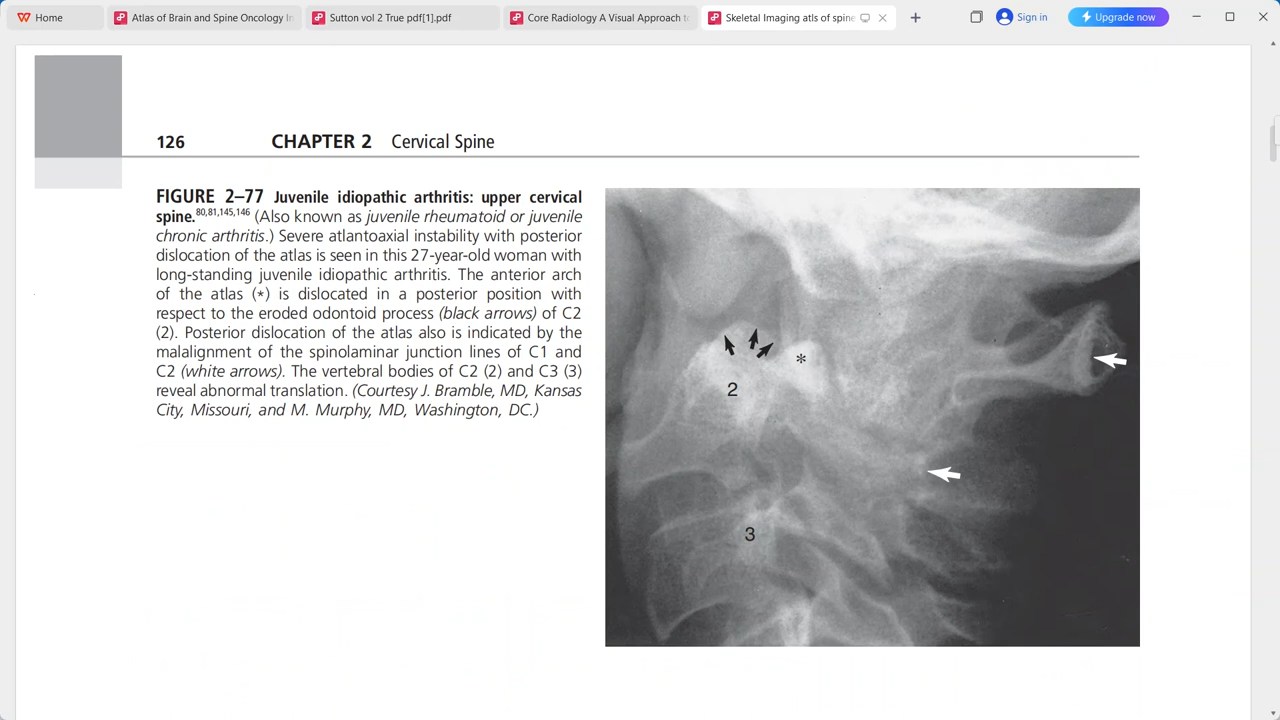 Home
Atlas of Brain and Spine Oncology I
Sutton vol 2 True pdf[1].pdf
Core Radiology A Visual Approach to
Skeletal Imaging atls of spine
Sign in
Upgrade now
126 CHAPTER 2 Cervical Spine
FIGURE 2–77 Juvenile idiopathic arthritis: upper cervical
spine.80,81,145,146 (Also known as juvenile rheumatoid or juvenile
chronic arthritis.) Severe atlantoaxial instability with posterior
dislocation of the atlas is seen in this 27-year-old woman with
long-standing juvenile idiopathic arthritis. The anterior arch
of the atlas (*) is dislocated in a posterior position with
respect to the eroded odontoid process (black arrows) of C2
(2). Posterior dislocation of the atlas also is indicated by the
malalignment of the spinolaminar junction lines of C1 and
C2 (white arrows). The vertebral bodies of C2 (2) and C3 (3)
reveal abnormal translation. (Courtesy J. Bramble, MD, Kansas
City, Missouri, and M. Murphy, MD, Washington, DC.)
*
2
3